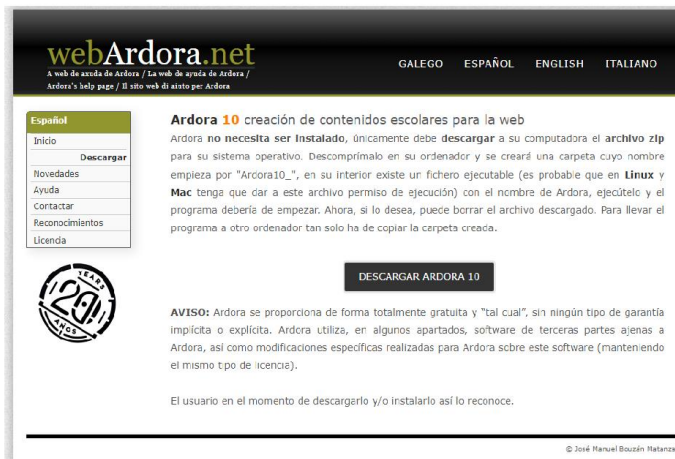 webArdora.net
A web de axuda de Ardora / La web de ayuda de Ardora /
Ardora's help page / Il sito web di aiuto per Ardora
GALEGO ESPAÑOL ENGLISH ITALIANO
Español
Inicio
Descargar
Novedades
Ayuda
Contactar
Reconocimientos
Licencia
20
YEARS
AÑOS
Ardora 10 creación de contenidos escolares para la web
Ardora no necesita ser instalado, únicamente debe descargar a su computadora el archivo zip
para su sistema operativo. Descomprímalo en su ordenador y se creará una carpeta cuyo nombre
empieza por "Ardora10_", en su interior existe un fichero ejecutable (es probable que en Linux y
Mac tenga que dar a este archivo permiso de ejecución) con el nombre de Ardora, ejecútelo y el
programa debería de empezar. Ahora, si lo desea, puede borrar el archivo descargado. Para llevar el
programa a otro ordenador tan solo ha de copiar la carpeta creada.
DESCARGAR ARDORA 10
AVISO: Ardora se proporciona de forma totalmente gratuita y "tal cual", sin ningún tipo de garantía
implícita o explícita. Ardora utiliza, en algunos apartados, software de terceras partes ajenas a
Ardora, así como modificaciones específicas realizadas para Ardora sobre este software (manteniendo
el mismo tipo de licencia).
El usuario en el momento de descargarlo y/o instalarlo así lo reconoce.
© José Manuel Bouzán Matanza